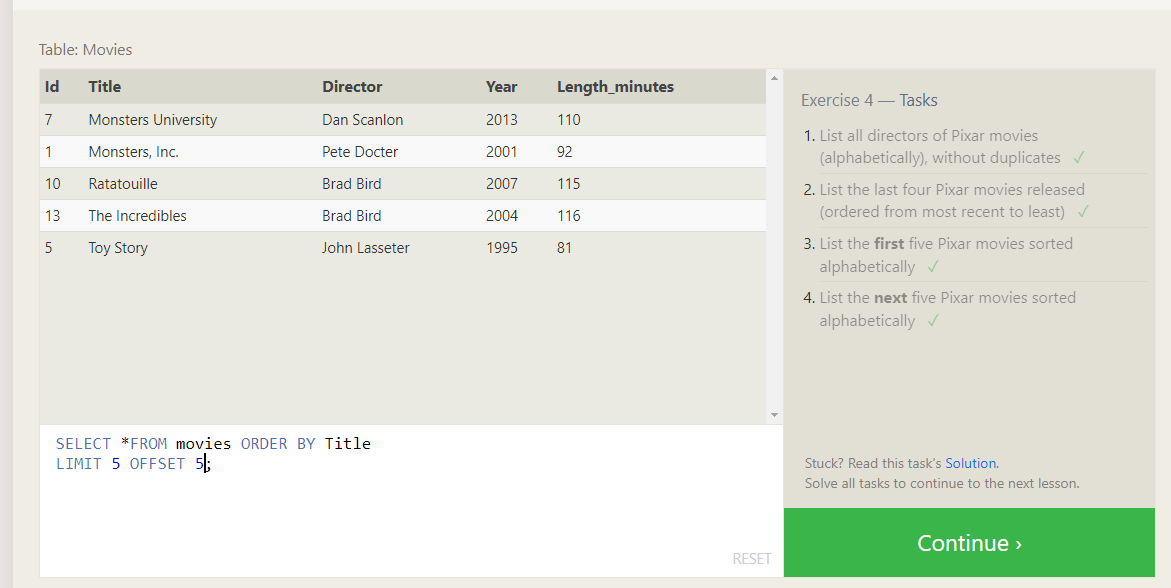 Table: Movies
Id Title Director Year Length_minutes
7 Monsters University Dan Scanlon 2013 110
1 Monsters, Inc. Pete Docter 2001 92
10 Ratatouille Brad Bird 2007 115
13 The Incredibles Brad Bird 2004 116
5 Toy Story John Lasseter 1995 81
SELECT *FROM movies ORDER BY Title
LIMIT 5 OFFSET 5;
RESET
Exercise 4 — Tasks
1. List all directors of Pixar movies
(alphabetically), without duplicates ✓
2. List the last four Pixar movies released
(ordered from most recent to least) ✓
3. List the first five Pixar movies sorted
alphabetically ✓
4. List the next five Pixar movies sorted
alphabetically ✓
Stuck? Read this task's Solution.
Solve all tasks to continue to the next lesson.
Continue ›